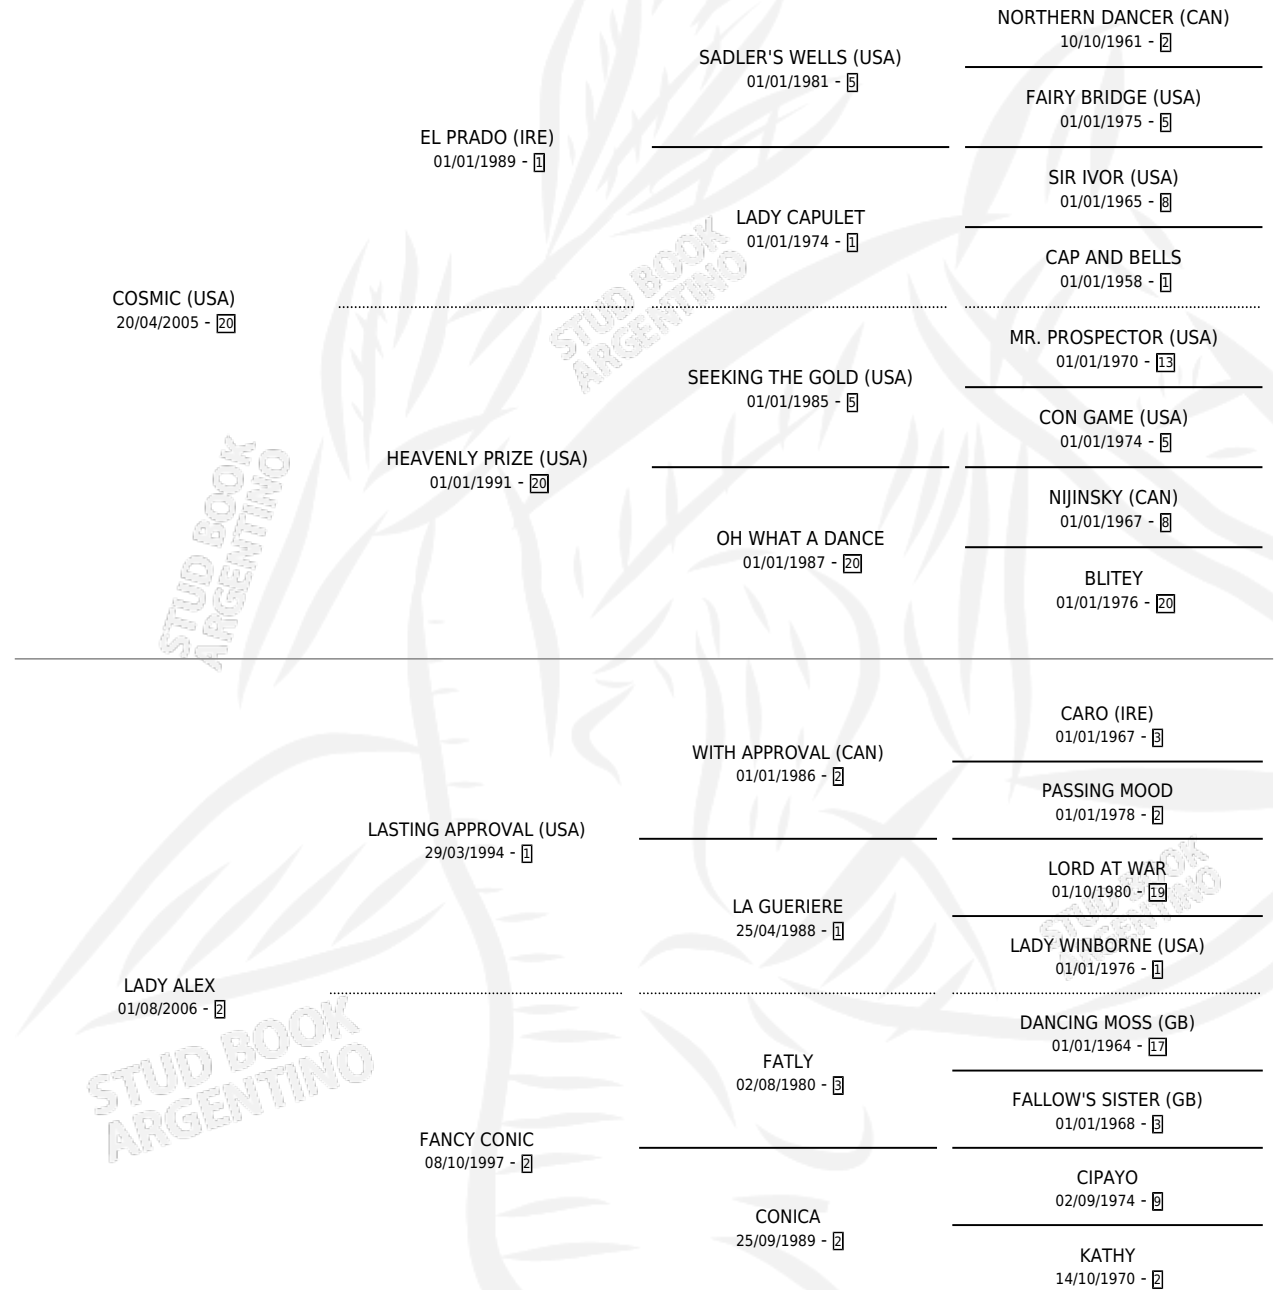 NORTHERN DANCER (CAN)
10/10/1961 - 2
SADLER'S WELLS (USA)
01/01/1981 - 5
FAIRY BRIDGE (USA)
01/01/1975 - 5
EL PRADO (IRE)
01/01/1989 - 1
SIR IVOR (USA)
01/01/1965 - 8
LADY CAPULET
01/01/1974 - 1
CAP AND BELLS
01/01/1958 - 1
COSMIC (USA)
20/04/2005 - 20
MR. PROSPECTOR (USA)
01/01/1970 - 13
SEEKING THE GOLD (USA)
01/01/1985 - 5
CON GAME (USA)
01/01/1974 - 5
HEAVENLY PRIZE (USA)
01/01/1991 - 20
NIJINSKY (CAN)
01/01/1967 - 8
OH WHAT A DANCE
01/01/1987 - 20
BLITEY
01/01/1976 - 20
CARO (IRE)
01/01/1967 - 3
WITH APPROVAL (CAN)
01/01/1986 - 2
PASSING MOOD
01/01/1978 - 2
LASTING APPROVAL (USA)
29/03/1994 - 1
LORD AT WAR
01/10/1980 - 19
LA GUERIERE
25/04/1988 - 1
LADY WINBORNE (USA)
01/01/1976 - 1
LADY ALEX
01/08/2006 - 2
DANCING MOSS (GB)
01/01/1964 - 17
FATLY
02/08/1980 - 3
FALLOW'S SISTER (GB)
01/01/1968 - 3
FANCY CONIC
08/10/1997 - 2
CIPAYO
02/09/1974 - 9
CONICA
25/09/1989 - 2
KATHY
14/10/1970 - 2
STUD BOOK
ARGENTINO
STUD BOOK
ARGENTINO
STUD BOOK
ARGENTINO
STUD BOOK
ARGENTINO